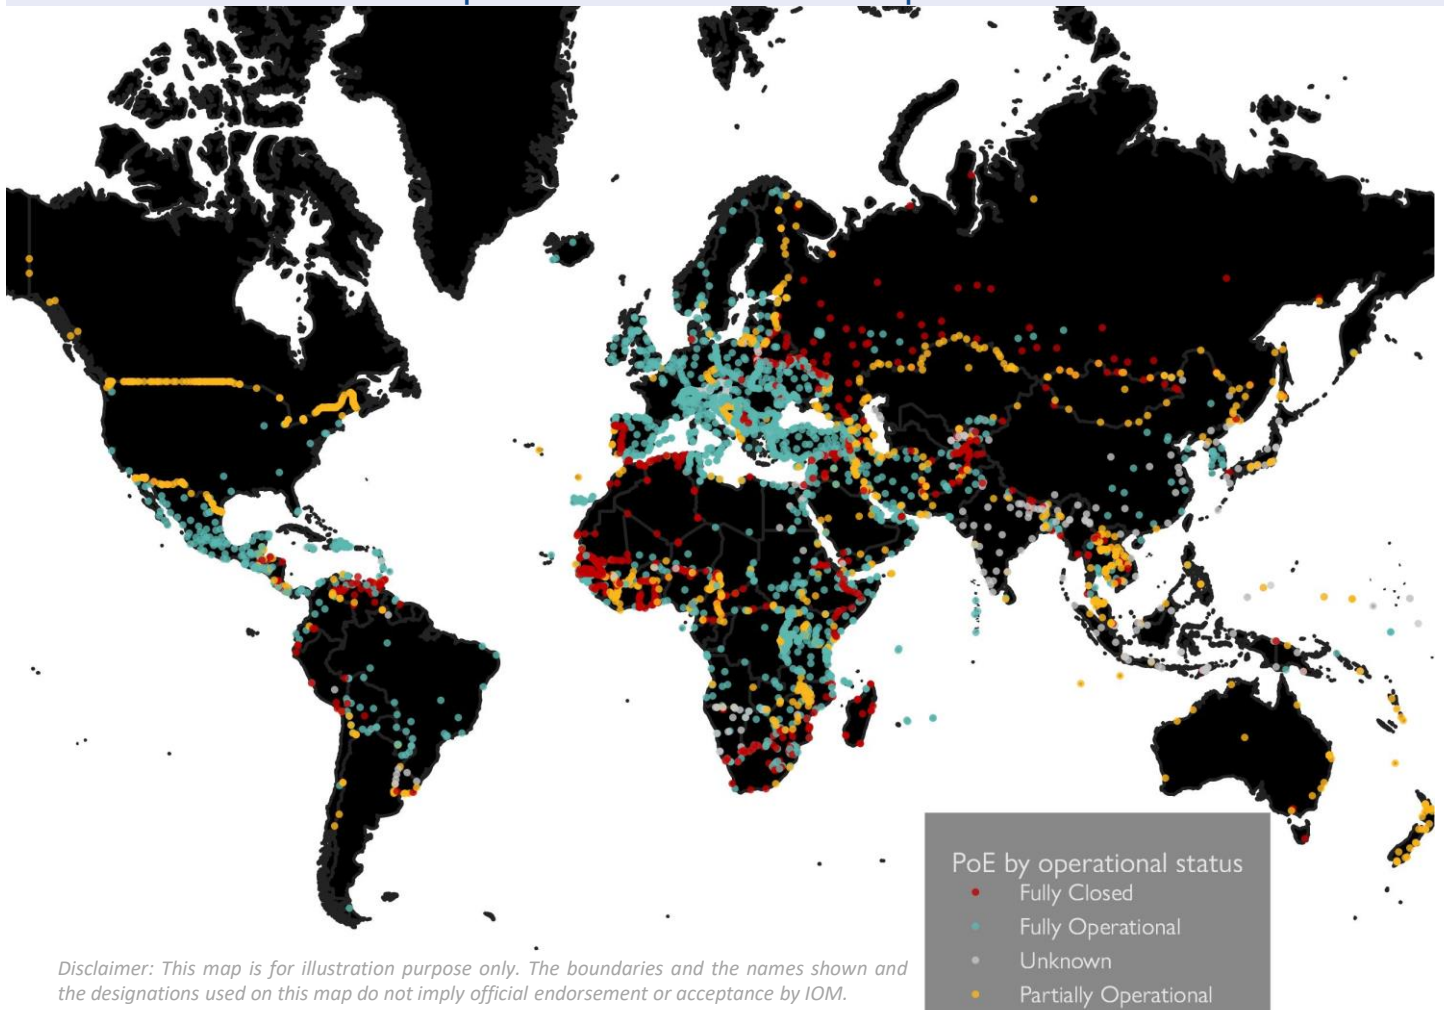 PoE by operational status
Fully Closed
Fully Operational
Unknown
Partially Operational
Disclaimer: This map is for illustration purpose only. The boundaries and the names shown and
the designations used on this map do not imply official endorsement or acceptance by IOM.